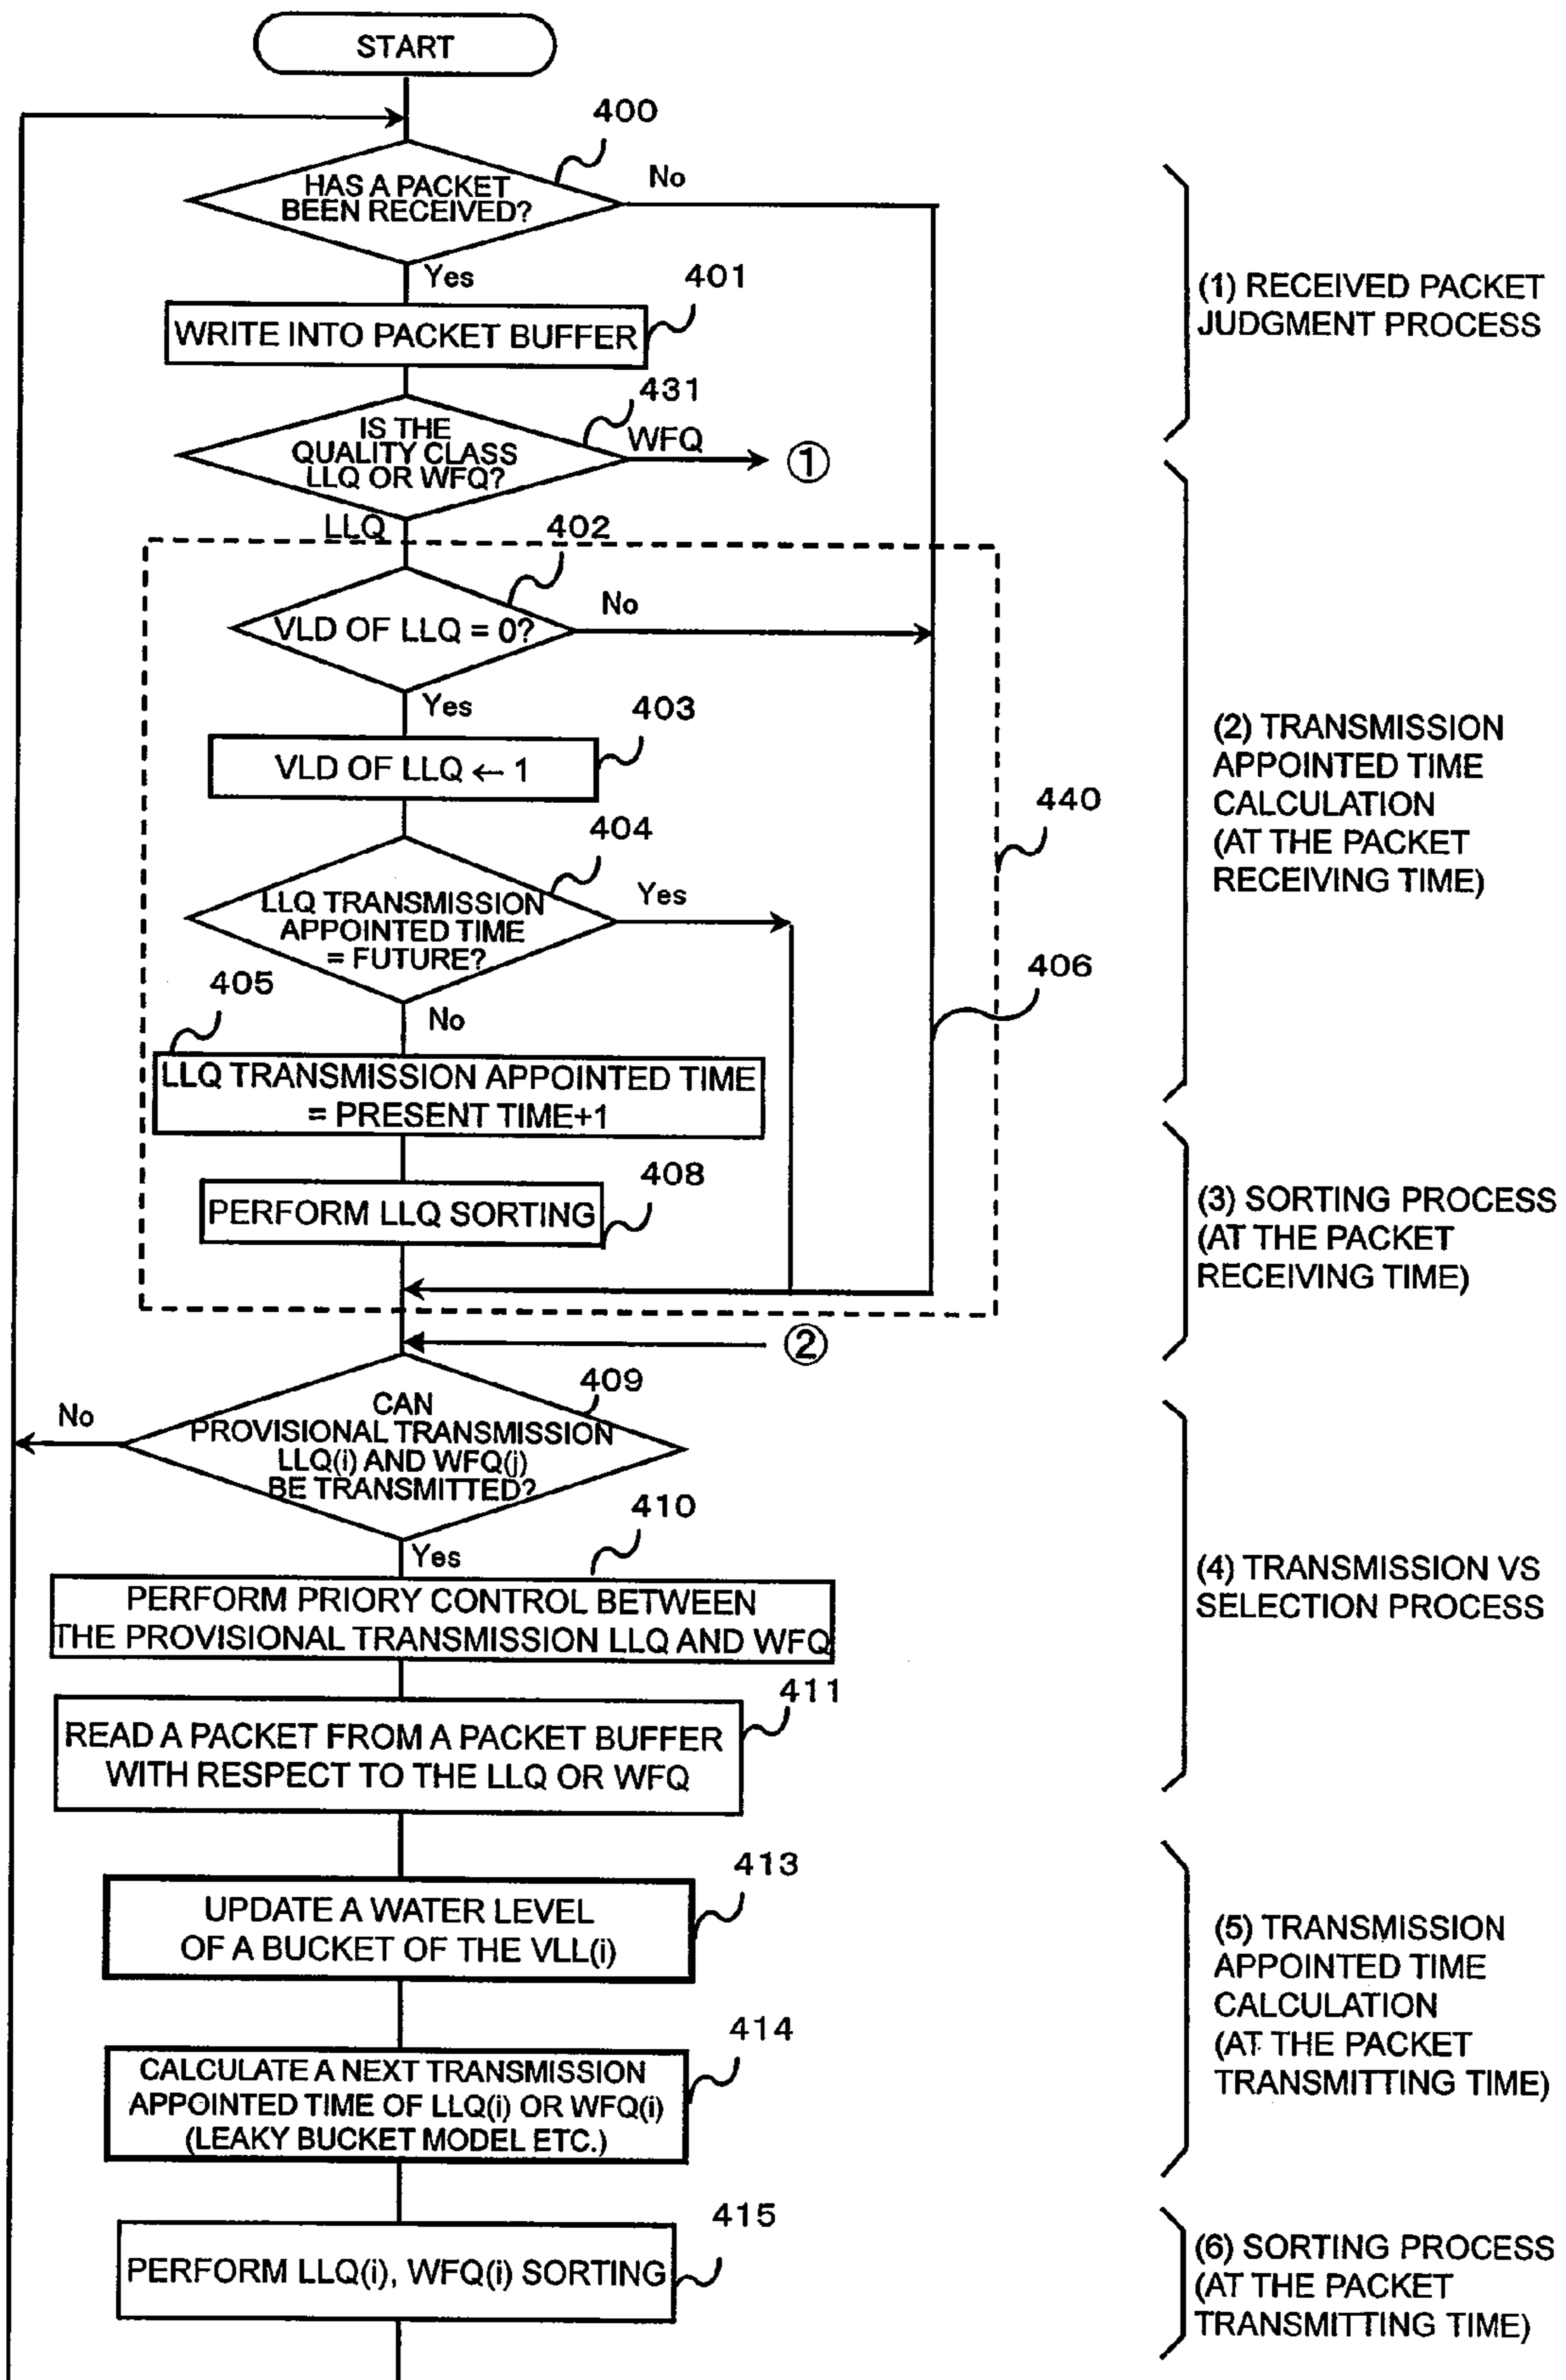 START
400
HAS A PACKET
BEEN RECEIVED?
No
Yes
401
WRITE INTO PACKET BUFFER
(1) RECEIVED PACKET
JUDGMENT PROCESS
431
IS THE
QUALITY CLASS
LLQ OR WFQ?
WFQ
①
LLQ
402
VLD OF LLQ = 0?
No
Yes
403
VLD OF LLQ ← 1
(2) TRANSMISSION
APPOINTED TIME
CALCULATION
(AT THE PACKET
RECEIVING TIME)
440
404
LLQ TRANSMISSION
APPOINTED TIME
= FUTURE?
Yes
No
406
405
LLQ TRANSMISSION APPOINTED TIME
= PRESENT TIME+1
408
PERFORM LLQ SORTING
(3) SORTING PROCESS
(AT THE PACKET
RECEIVING TIME)
②
409
CAN
PROVISIONAL TRANSMISSION
LLQ(i) AND WFQ(j)
BE TRANSMITTED?
No
Yes
410
PERFORM PRIORY CONTROL BETWEEN
THE PROVISIONAL TRANSMISSION LLQ AND WFQ
(4) TRANSMISSION VS
SELECTION PROCESS
411
READ A PACKET FROM A PACKET BUFFER
WITH RESPECT TO THE LLQ OR WFQ
413
UPDATE A WATER LEVEL
OF A BUCKET OF THE VLL(i)
(5) TRANSMISSION
APPOINTED TIME
CALCULATION
(AT THE PACKET
TRANSMITTING TIME)
414
CALCULATE A NEXT TRANSMISSION
APPOINTED TIME OF LLQ(i) OR WFQ(i)
(LEAKY BUCKET MODEL ETC.)
415
PERFORM LLQ(i), WFQ(i) SORTING
(6) SORTING PROCESS
(AT THE PACKET
TRANSMITTING TIME)